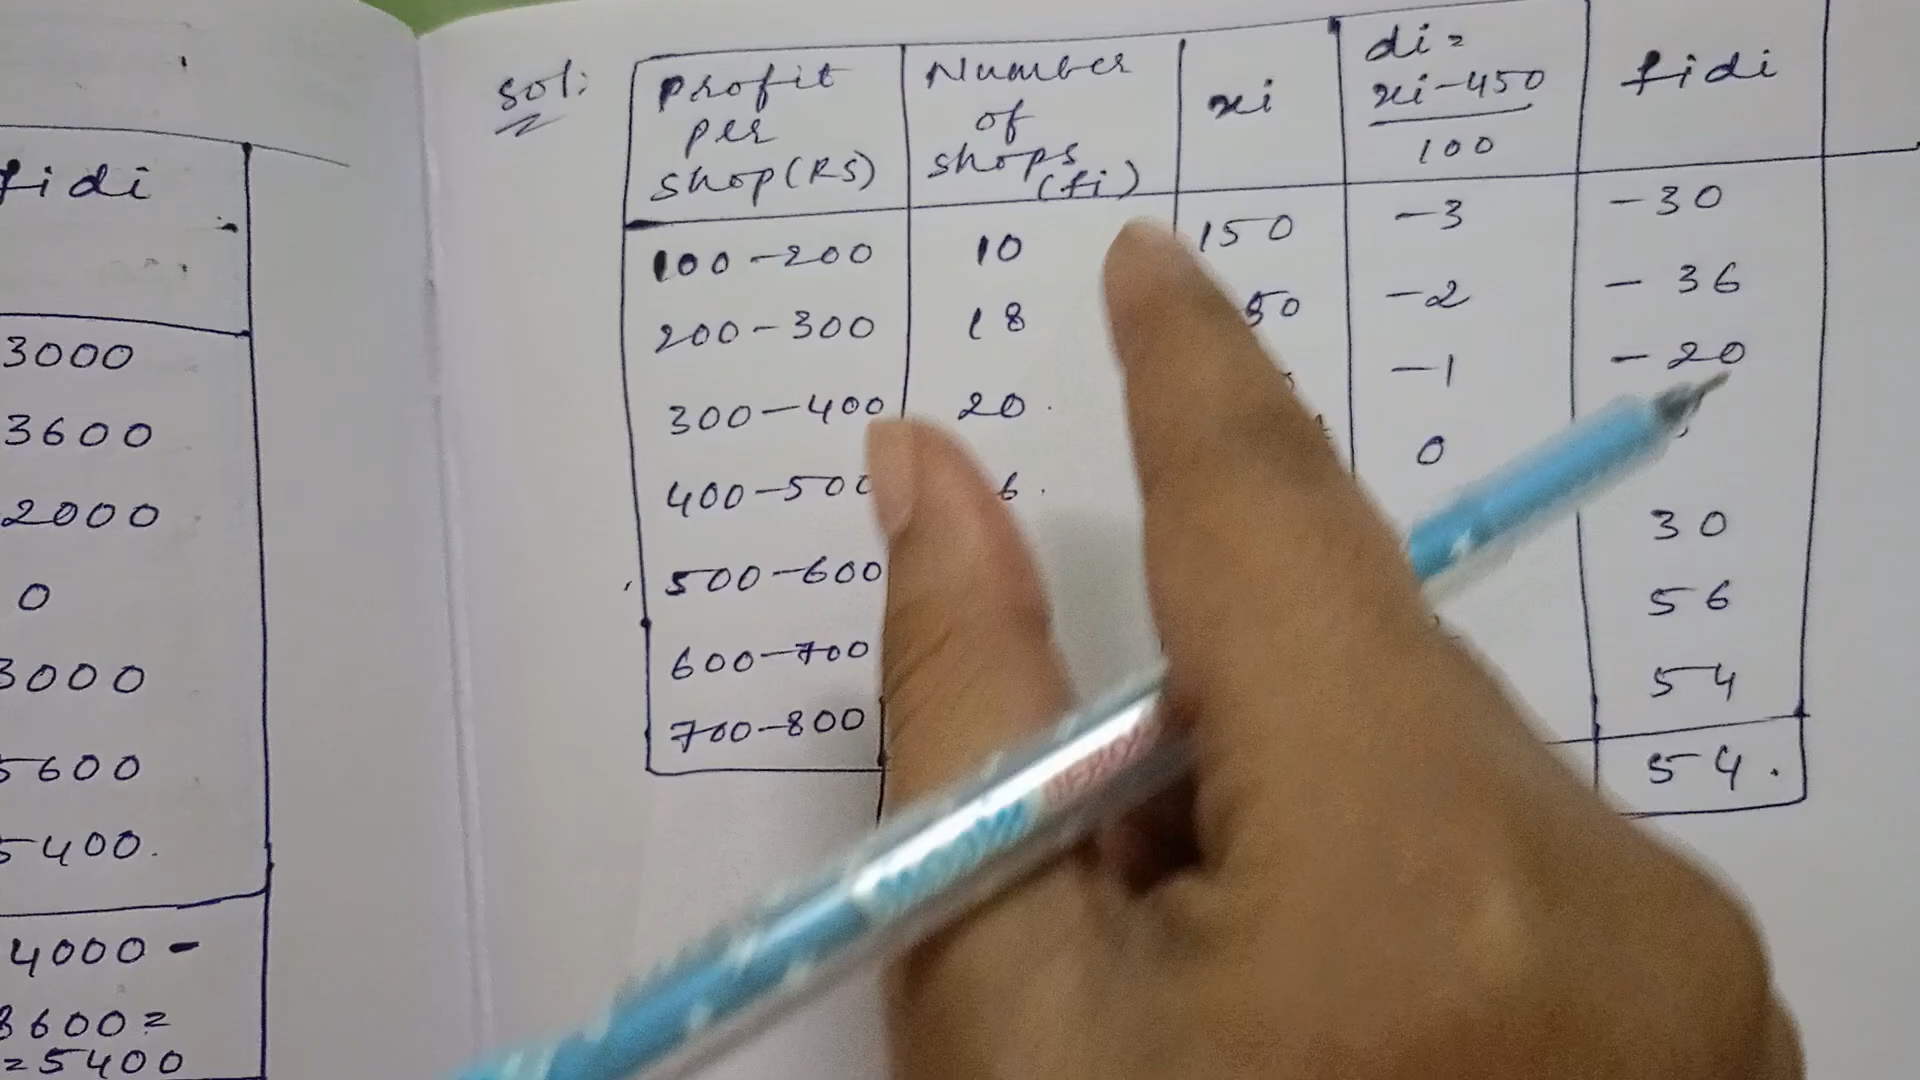 fidi
3000
3600
2000
0
3000
5600
5400.
4000 -
3600=
=5400
Sol:
Profit per shop(RS)
Number of shops (fi)
xi
di=
xi-450
100
fidi
100-200 10 150 -3 -30
200-300 18 50 -2 -36
300-400 20. -1 -20
400-500 6. 0
500-600 30
600-700 56
700-800 54
54.